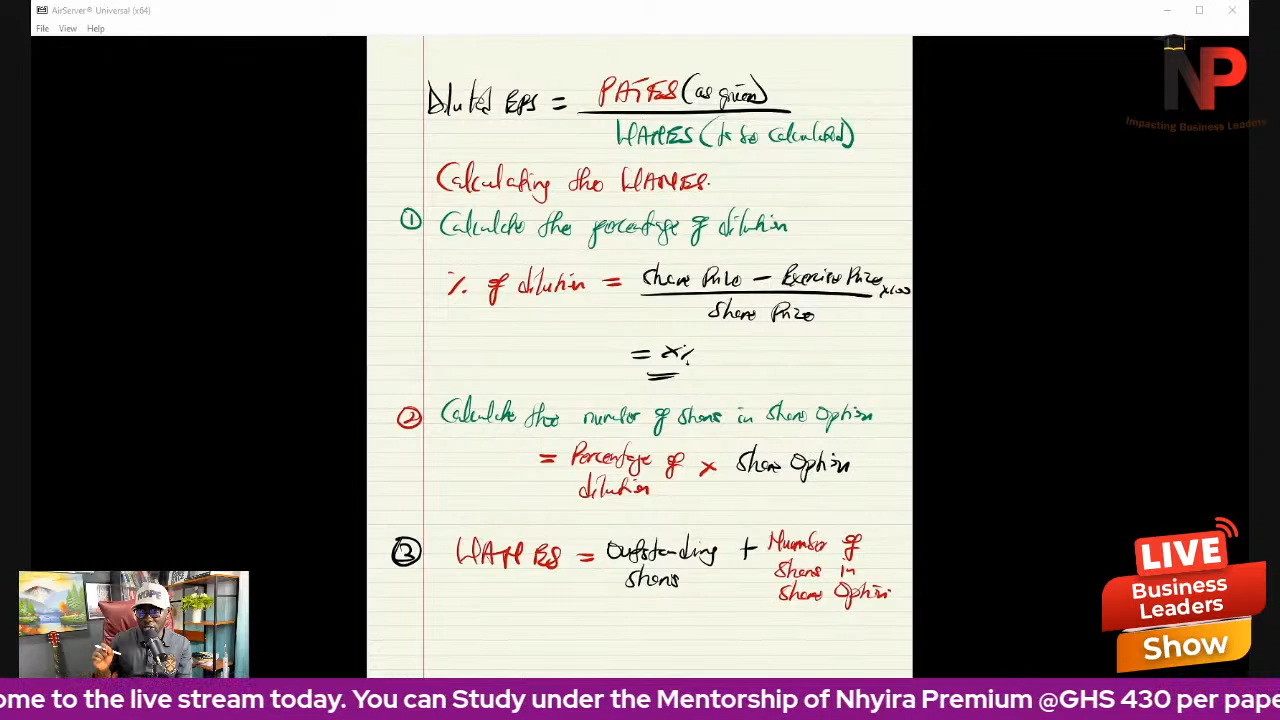 AirServer® Universal (x64)
File View Help
NP
Impacting Business Leaders
Diluted EPS = PATES (as given)
WANES (to be calculated)
Calculating the WANES.
① Calculate the percentage of dilution
% of dilution = Share Price - Exercise Price x100
Share Price
= x%
② Calculate the number of shares in share option
= Percentage of dilution x Share Option
③ WANES = Outstanding shares + Number of shares in share Option
HOPE
LIVE
Business
Leaders
Show
ome to the live stream today. You can Study under the Mentorship of Nhyira Premium @GHS 430 per pape